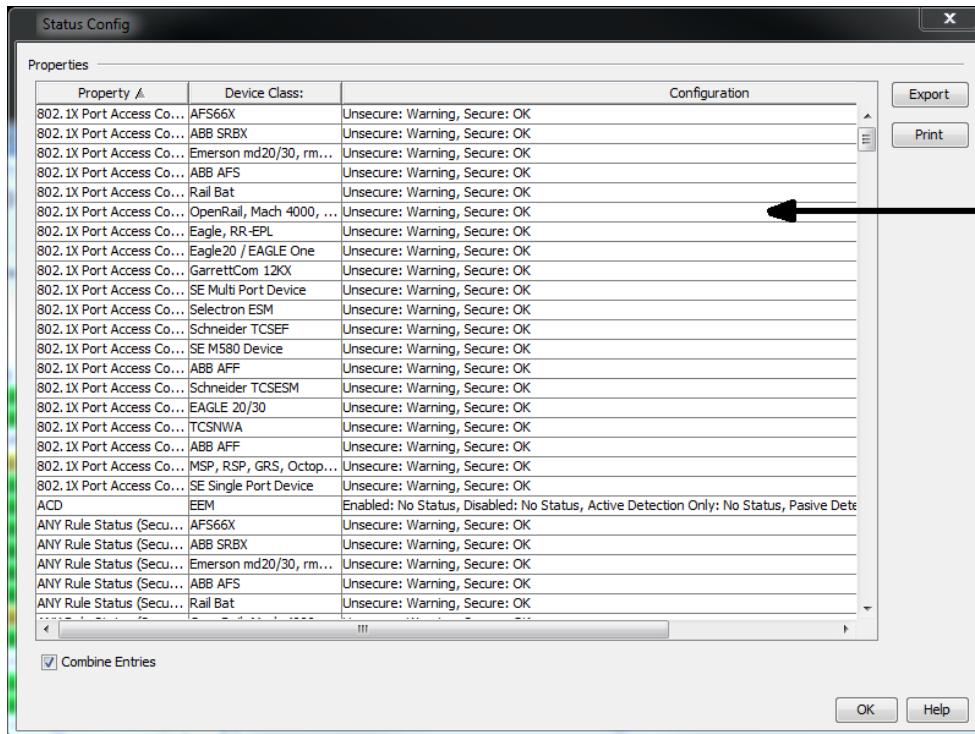 Status Config
x
Properties
Property Device Class: Configuration
802.1X Port Access Co... AFS66X Unsecure: Warning, Secure: OK
802.1X Port Access Co... ABB SRBX Unsecure: Warning, Secure: OK
802.1X Port Access Co... Emerson md20/30, rm... Unsecure: Warning, Secure: OK
802.1X Port Access Co... ABB AFS Unsecure: Warning, Secure: OK
802.1X Port Access Co... Rail Bat Unsecure: Warning, Secure: OK
802.1X Port Access Co... OpenRail, Mach 4000, ... Unsecure: Warning, Secure: OK
802.1X Port Access Co... Eagle, RR-EPL Unsecure: Warning, Secure: OK
802.1X Port Access Co... Eagle20 / EAGLE One Unsecure: Warning, Secure: OK
802.1X Port Access Co... GarrettCom 12KX Unsecure: Warning, Secure: OK
802.1X Port Access Co... SE Multi Port Device Unsecure: Warning, Secure: OK
802.1X Port Access Co... Selectron ESM Unsecure: Warning, Secure: OK
802.1X Port Access Co... Schneider TCSEF Unsecure: Warning, Secure: OK
802.1X Port Access Co... SE M580 Device Unsecure: Warning, Secure: OK
802.1X Port Access Co... ABB AFF Unsecure: Warning, Secure: OK
802.1X Port Access Co... Schneider TCSESM Unsecure: Warning, Secure: OK
802.1X Port Access Co... EAGLE 20/30 Unsecure: Warning, Secure: OK
802.1X Port Access Co... TCSNWA Unsecure: Warning, Secure: OK
802.1X Port Access Co... ABB AFF Unsecure: Warning, Secure: OK
802.1X Port Access Co... MSP, RSP, GRS, Octop... Unsecure: Warning, Secure: OK
802.1X Port Access Co... SE Single Port Device Unsecure: Warning, Secure: OK
ACD EEM Enabled: No Status, Disabled: No Status, Active Detection Only: No Status, Pasive Dete
ANY Rule Status (Secu... AFS66X Unsecure: Warning, Secure: OK
ANY Rule Status (Secu... ABB SRBX Unsecure: Warning, Secure: OK
ANY Rule Status (Secu... Emerson md20/30, rm... Unsecure: Warning, Secure: OK
ANY Rule Status (Secu... ABB AFS Unsecure: Warning, Secure: OK
ANY Rule Status (Secu... Rail Bat Unsecure: Warning, Secure: OK
Export
Print
Combine Entries
OK Help